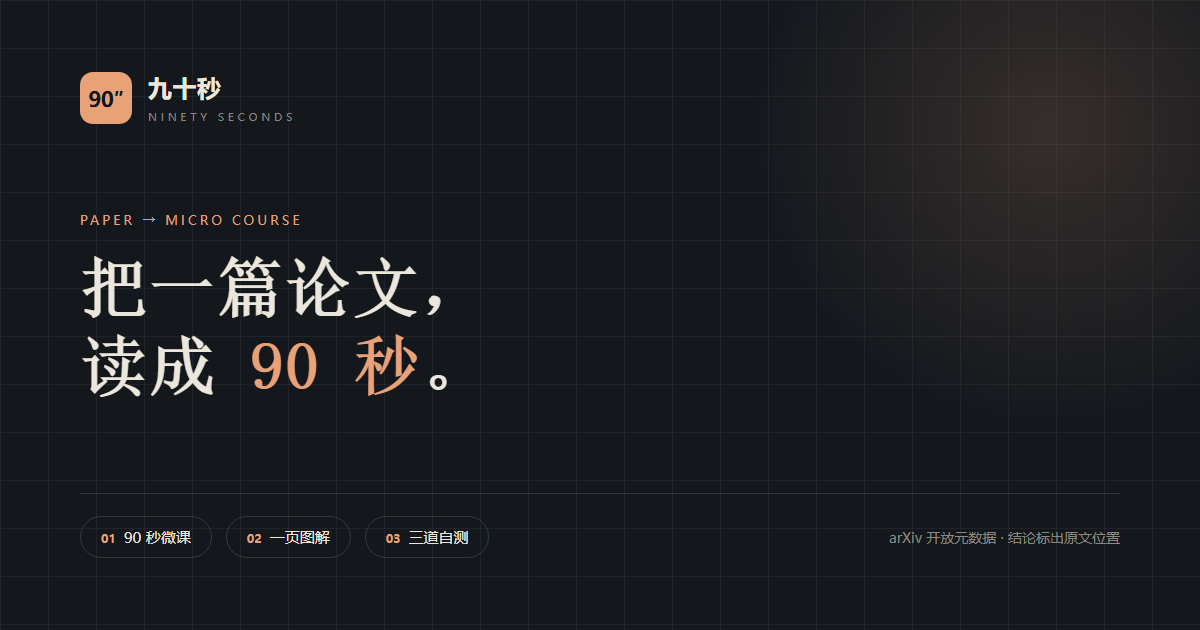 90″
九十秒
NINETY SECONDS
PAPER → MICRO COURSE
把一篇论文，
读成 90 秒。
01 90 秒微课
02 一页图解
03 三道自测
arXiv 开放元数据 · 结论标出原文位置